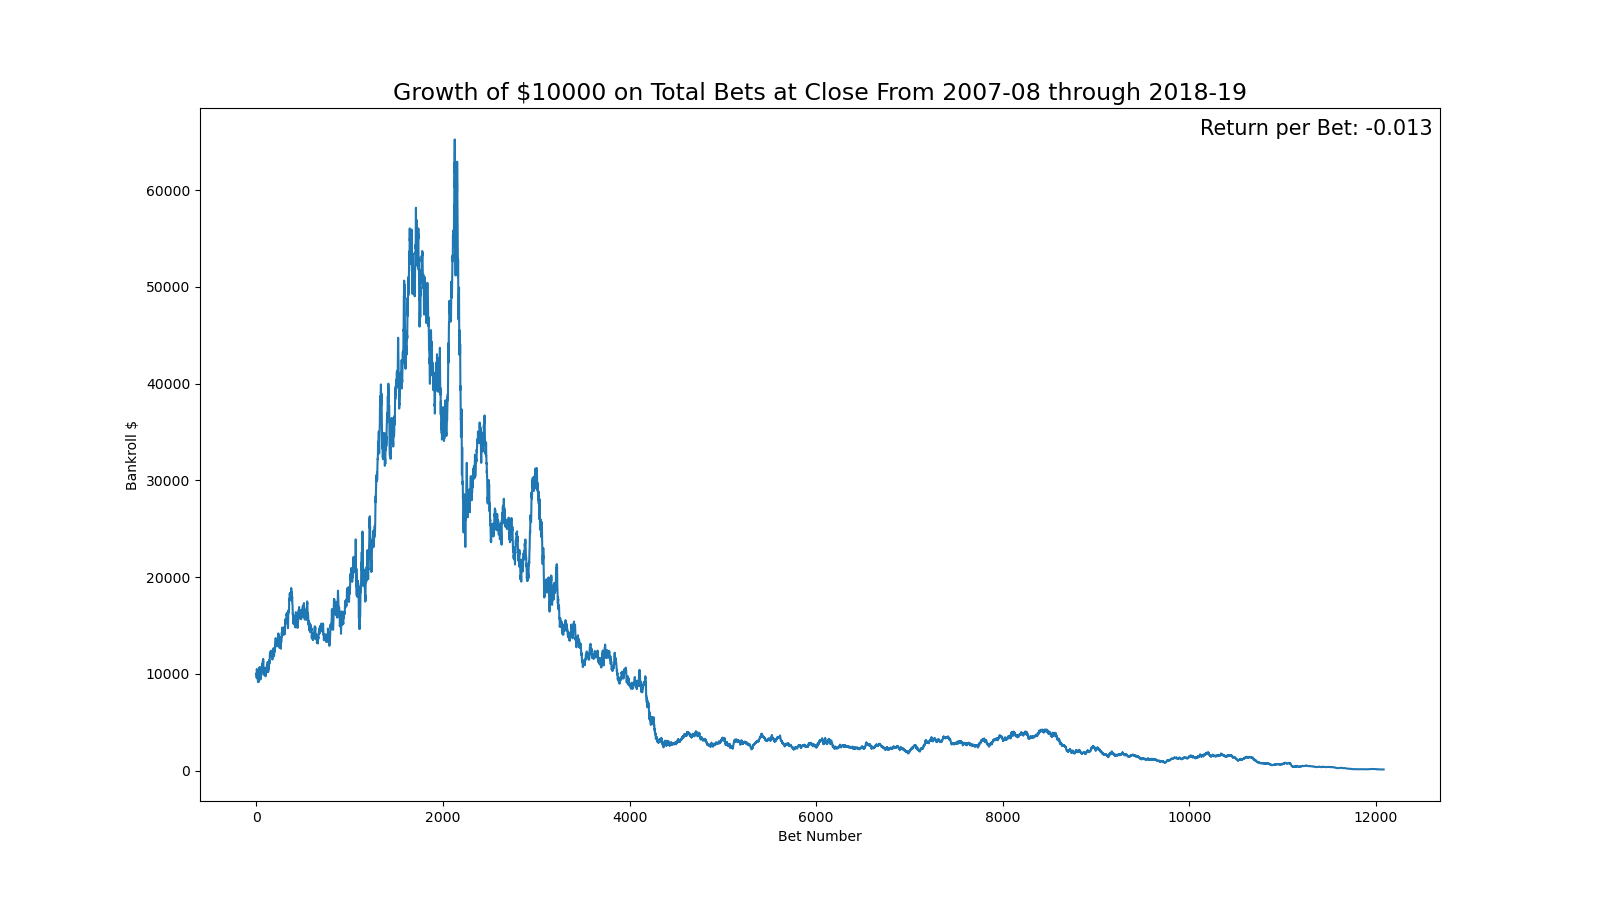 Growth of $10000 on Total Bets at Close From 2007-08 through 2018-19
Return per Bet: -0.013
60000
50000
40000
30000
20000
10000
0
Bankroll $
0 2000 4000 6000 8000 10000 12000
Bet Number